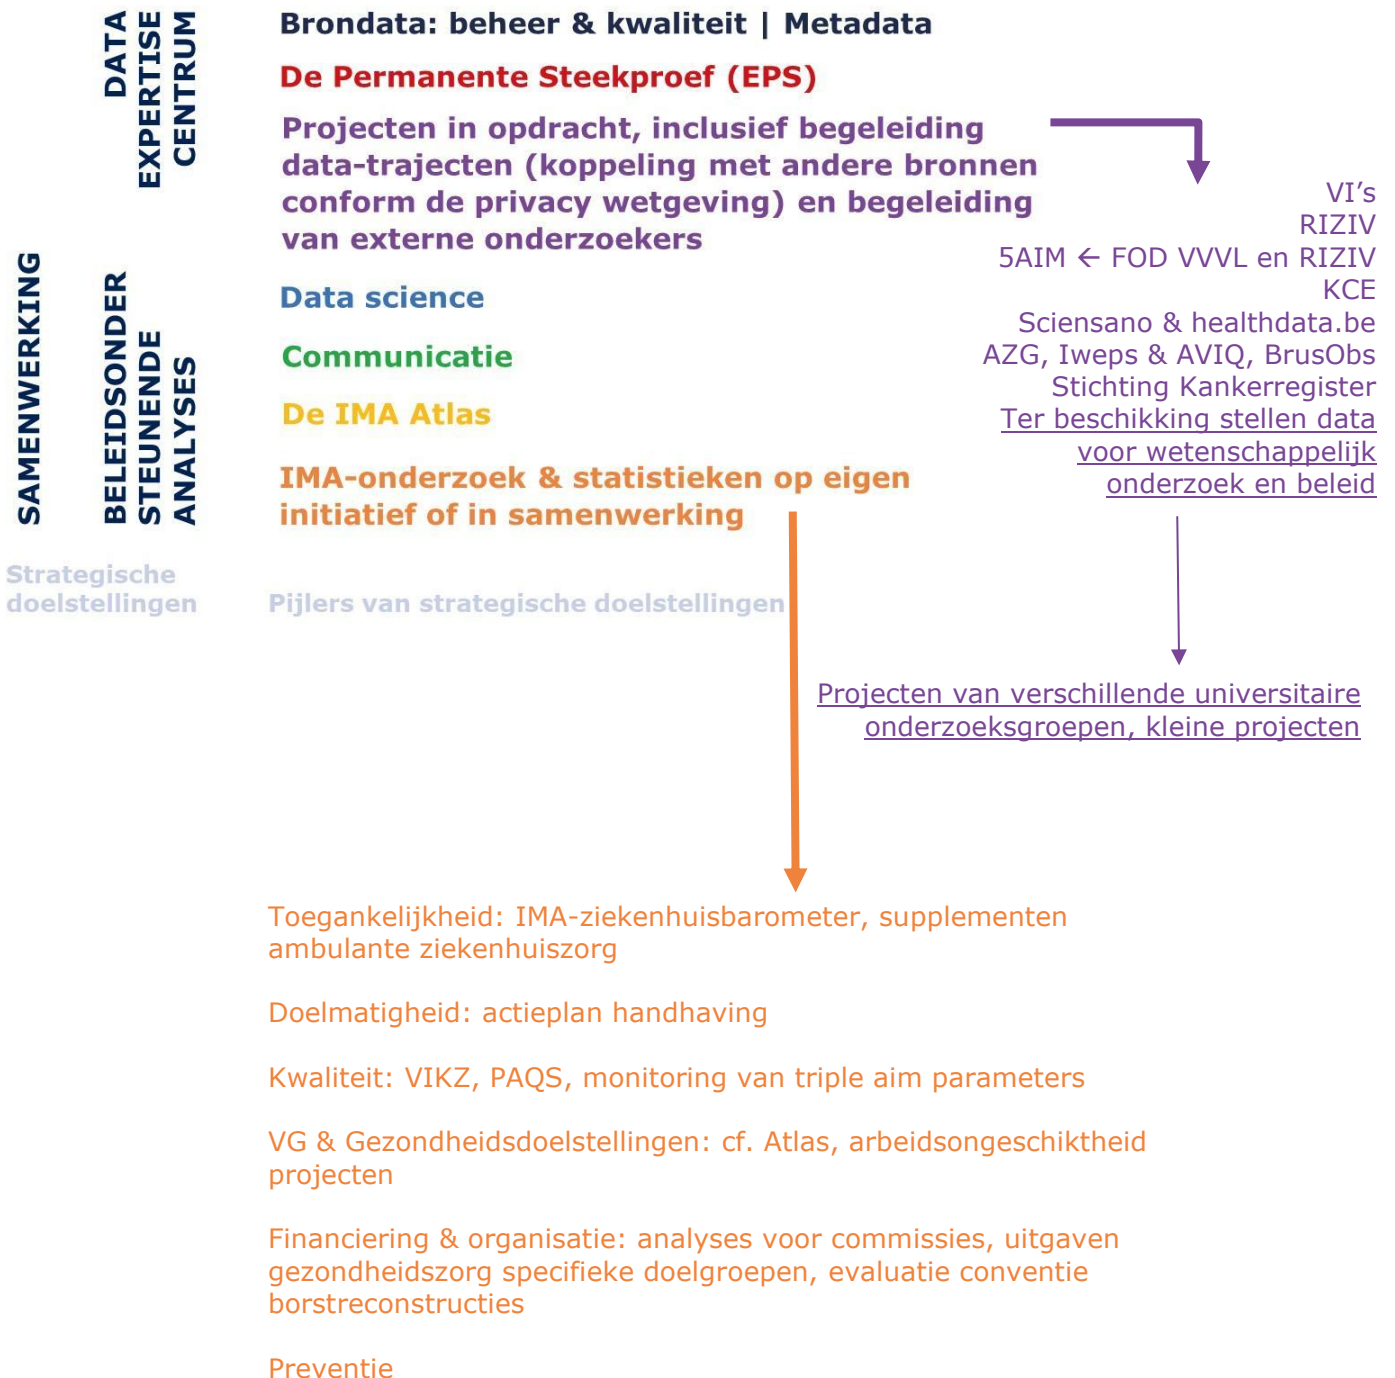 DATA
EXPERTISE
CENTRUM
SAMENWERKING
BELEIDSONDER
STEUNENDE
ANALYSES
Brondata: beheer & kwaliteit | Metadata
De Permanente Steekproef (EPS)
Projecten in opdracht, inclusief begeleiding
data-trajecten (koppeling met andere bronnen
conform de privacy wetgeving) en begeleiding
van externe onderzoekers
Data science
Communicatie
De IMA Atlas
IMA-onderzoek & statistieken op eigen
initiatief of in samenwerking
Strategische
doelstellingen
Pijlers van strategische doelstellingen
VI’s
RIZIV
5AIM ← FOD VVVL en RIZIV
KCE
Sciensano & healthdata.be
AZG, Iweps & AVIQ, BrusObs
Stichting Kankerregister
Ter beschikking stellen data
voor wetenschappelijk
onderzoek en beleid
Projecten van verschillende universitaire
onderzoeksgroepen, kleine projecten
Toegankelijkheid: IMA-ziekenhuisbarometer, supplementen
ambulante ziekenhuiszorg
Doelmatigheid: actieplan handhaving
Kwaliteit: VIKZ, PAQS, monitoring van triple aim parameters
VG & Gezondheidsdoelstellingen: cf. Atlas, arbeidsongeschiktheid
projecten
Financiering & organisatie: analyses voor commissies, uitgaven
gezondheidszorg specifieke doelgroepen, evaluatie conventie
borstreconstructies
Preventie